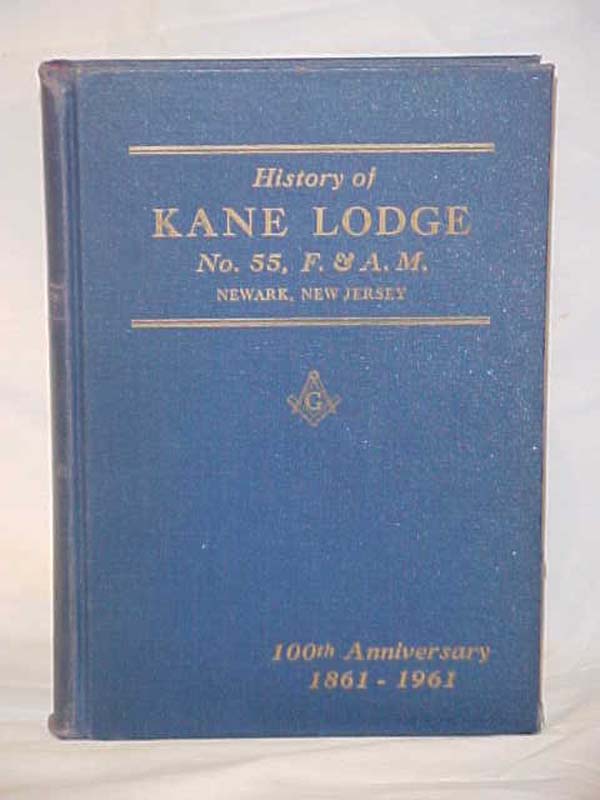 History of
KANE LODGE
No. 55, F. & A. M.
NEWARK, NEW JERSEY
G
100th Anniversary
1861 - 1961